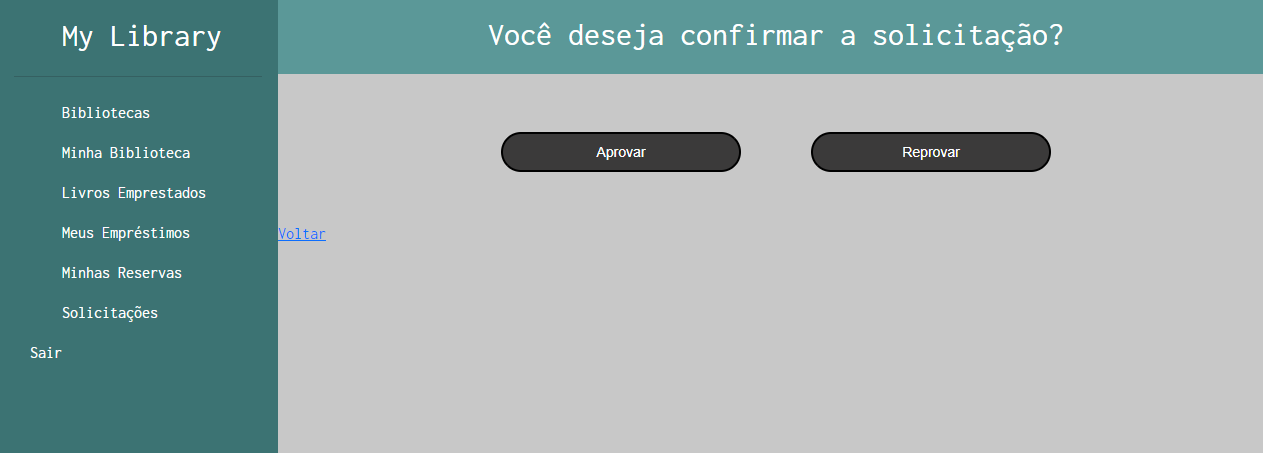 My Library
Você deseja confirmar a solicitação?
Bibliotecas
Minha Biblioteca
Livros Emprestados
Meus Empréstimos
Minhas Reservas
Solicitações
Sair
Aprovar
Reprovar
Voltar